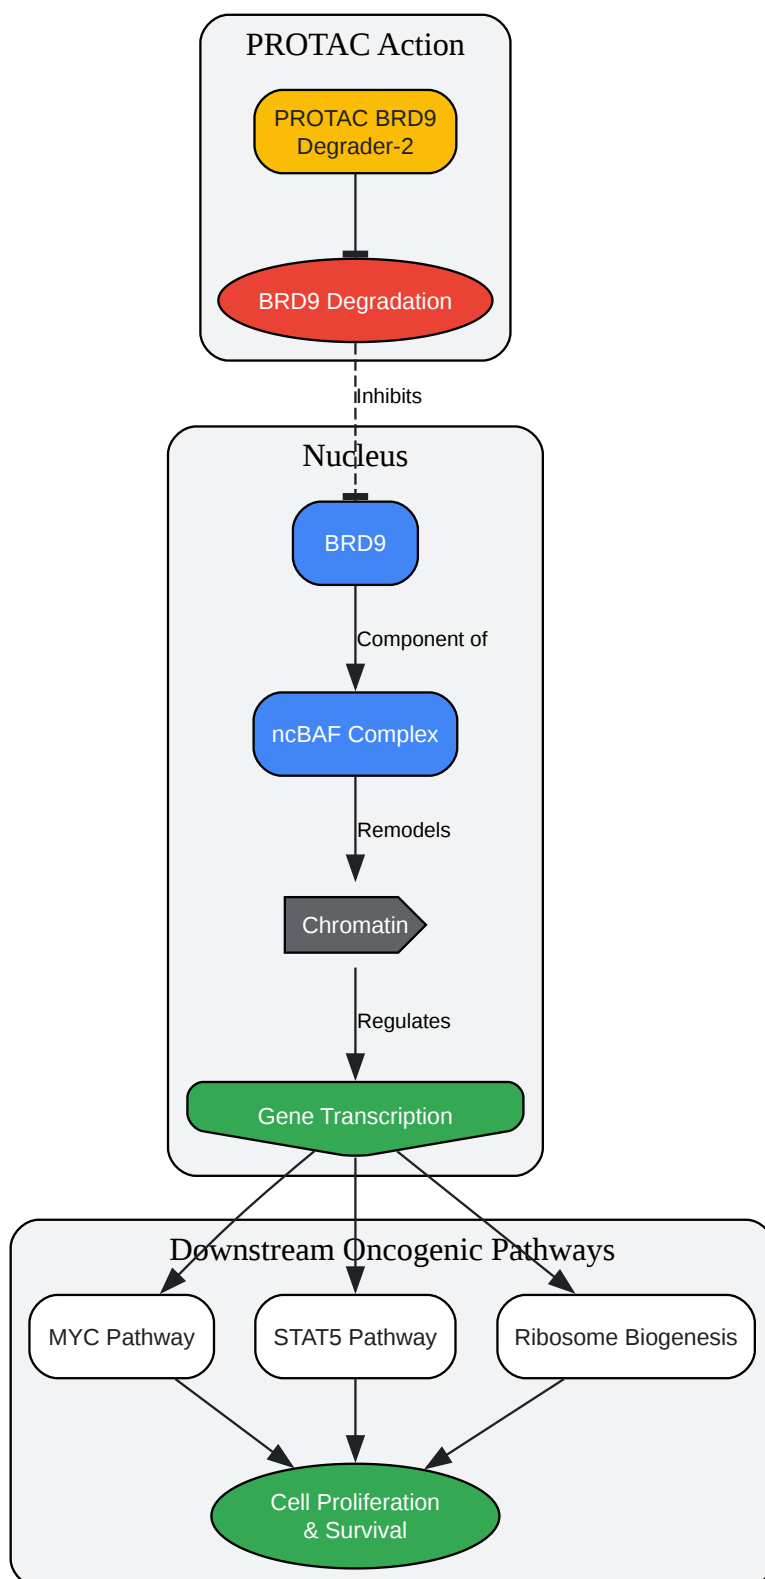 PROTAC Action
PROTAC BRD9
Degrader-2
BRD9 Degradation
Inhibits
Nucleus
BRD9
Component of
ncBAF Complex
Remodels
Chromatin
Regulates
Gene Transcription
Downstream Oncogenic Pathways
MYC Pathway
STAT5 Pathway
Ribosome Biogenesis
Cell Proliferation
& Survival